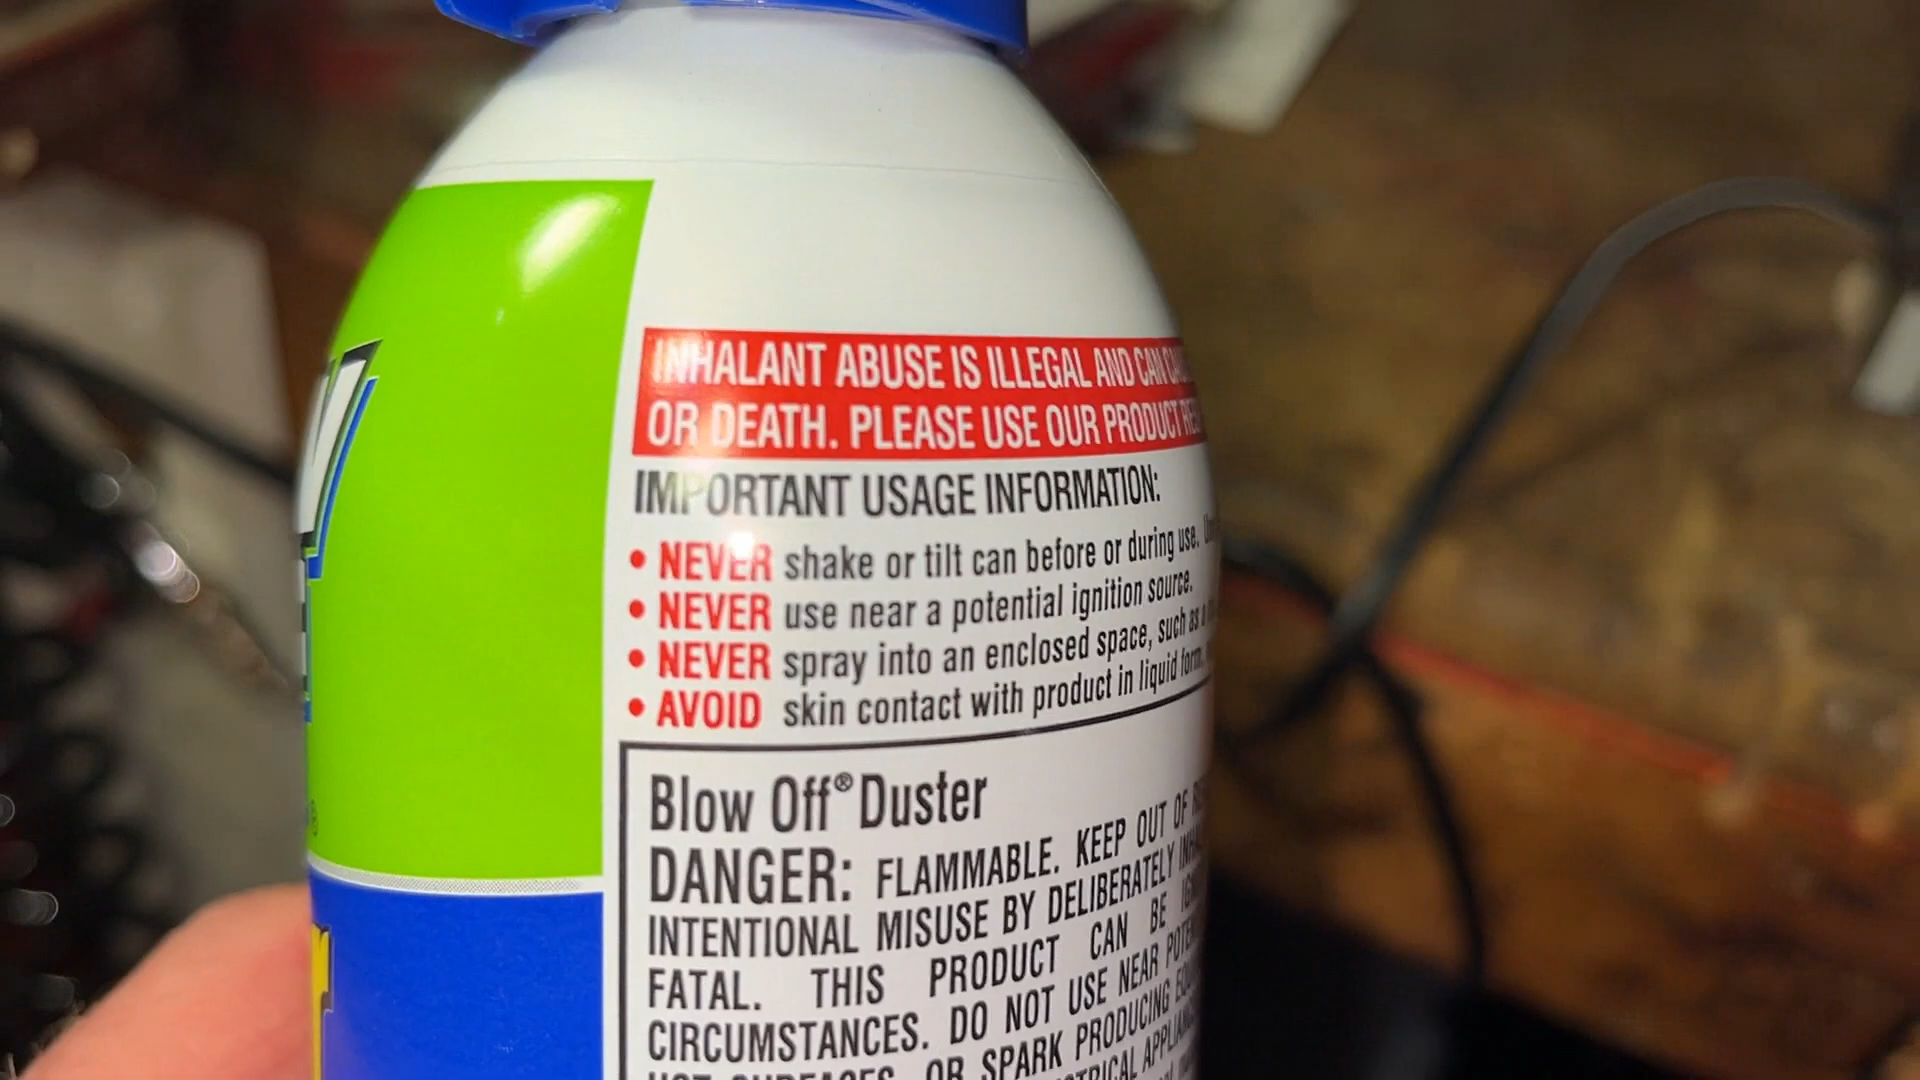 INHALANT ABUSE IS ILLEGAL AND CAN
OR DEATH. PLEASE USE OUR PRODUCT
IMPORTANT USAGE INFORMATION:
• NEVER shake or tilt can before or during use.
• NEVER use near a potential ignition source.
• NEVER spray into an enclosed space, such as a
• AVOID skin contact with product in liquid form.
Blow Off® Duster
DANGER: FLAMMABLE. KEEP OUT OF
INTENTIONAL MISUSE BY DELIBERATELY
FATAL. THIS PRODUCT CAN BE
CIRCUMSTANCES. DO NOT USE NEAR
HOT SURFACES, OR SPARK PRODUCING